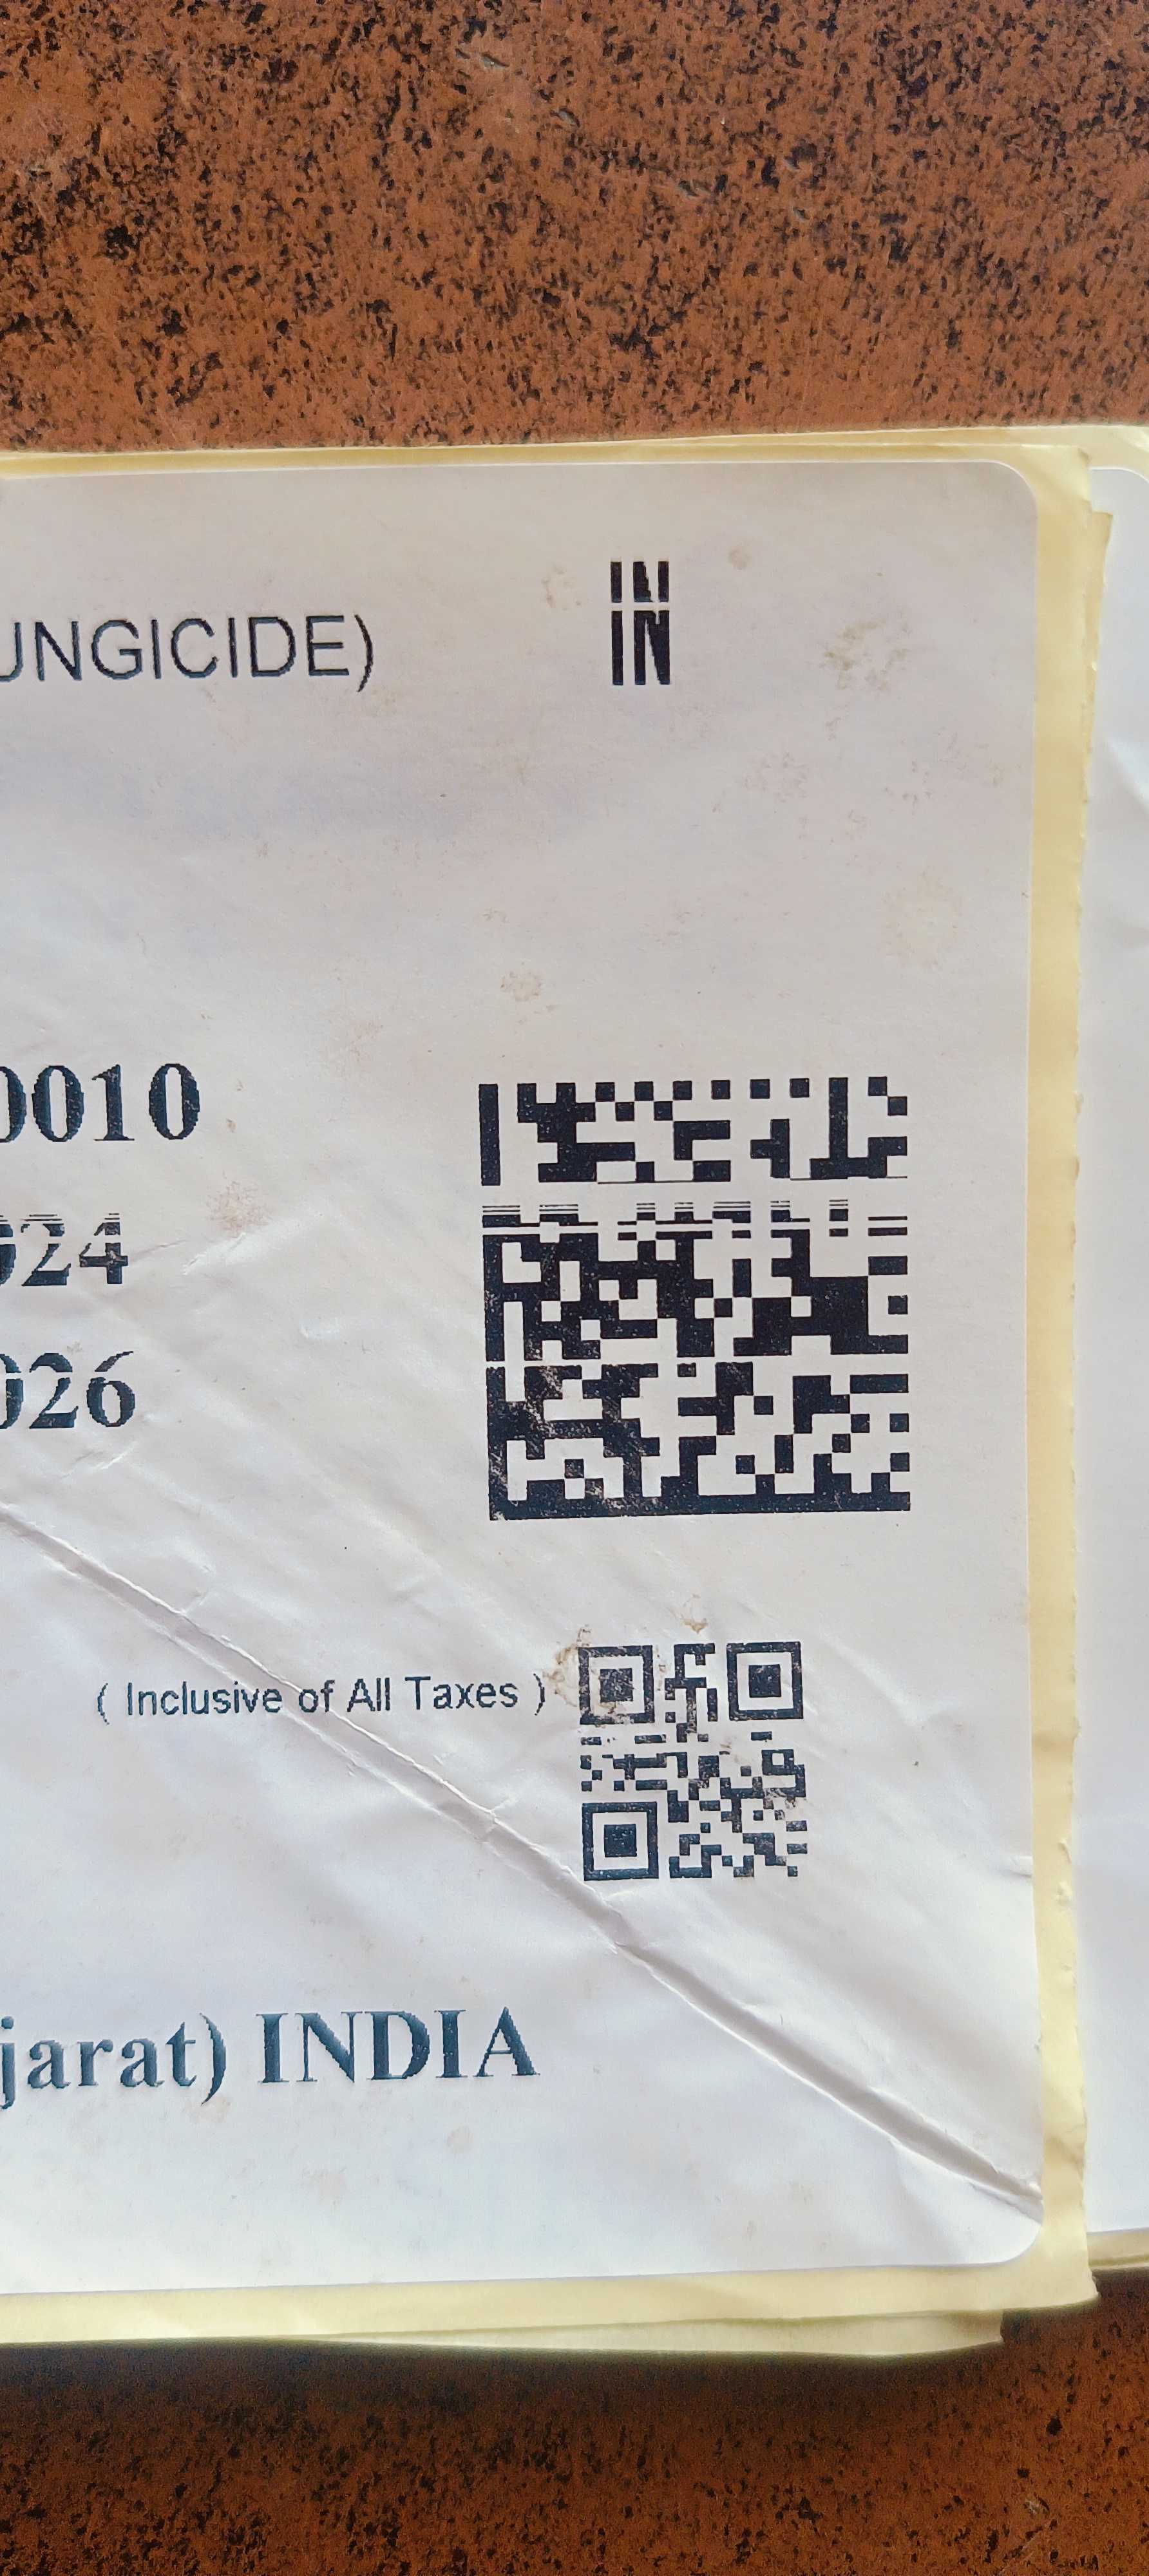 UNGICIDE)
IN
0010
024
026
( Inclusive of All Taxes )
jarat) INDIA